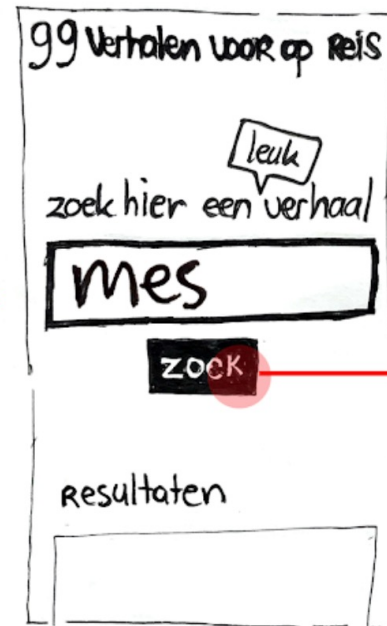 99 Verhalen voor op Reis
leuk
zoek hier een verhaal
mes
zoek
Resultaten